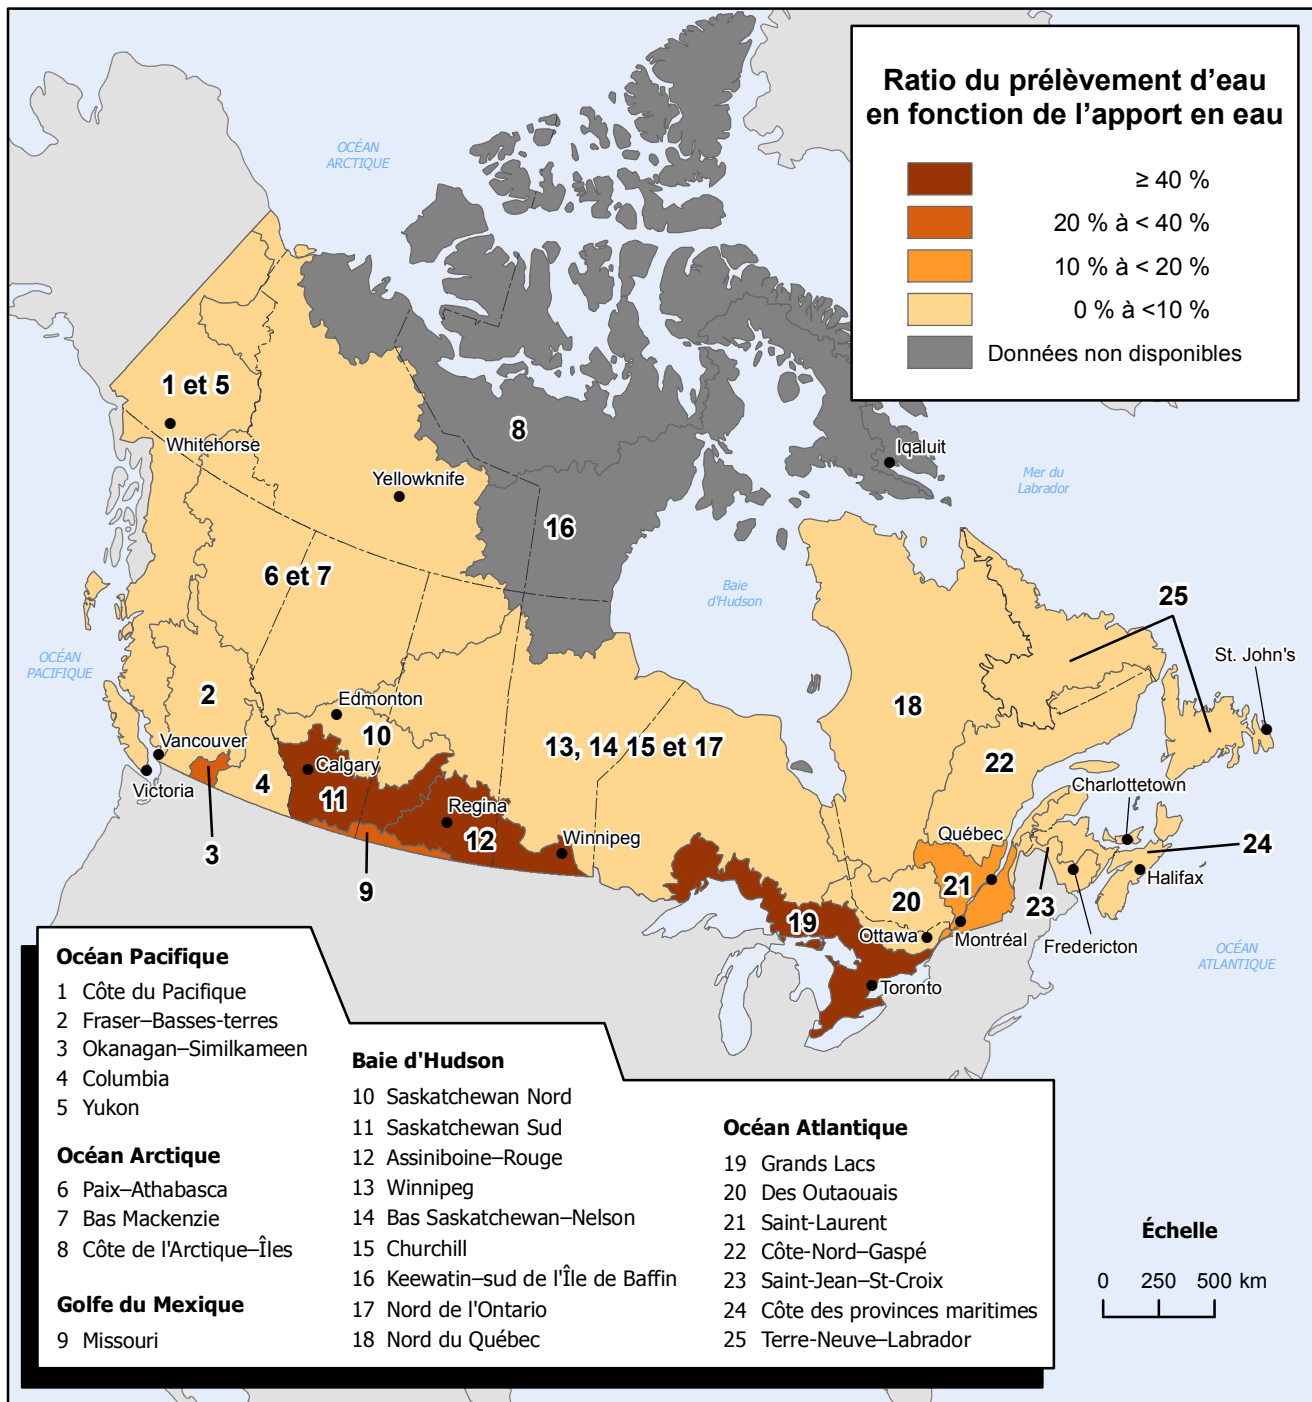 Ratio du prélèvement d'eau
en fonction de l'apport en eau
≥ 40 %
20 % à < 40 %
10 % à < 20 %
0 % à <10 %
Données non disponibles
OCÉAN
ARCTIQUE
1 et 5
Whitehorse
8
Iqaluit
Yellowknife
Mer du
Labrador
16
6 et 7
Baie
d'Hudson
25
St. John's
OCÉAN
PACIFIQUE
2
Edmonton
18
10
13, 14 15 et 17
Vancouver
Calgary
22
Victoria
4
11
Regina
Charlottetown
12
Winnipeg
Québec
3
24
9
21
Halifax
20
23
19
Ottawa
Montréal
Fredericton
OCÉAN
ATLANTIQUE
Toronto
Océan Pacifique
1 Côte du Pacifique
2 Fraser–Basses-terres
3 Okanagan–Similkameen
4 Columbia
5 Yukon
Océan Arctique
6 Paix–Athabasca
7 Bas Mackenzie
8 Côte de l'Arctique–Îles
Golfe du Mexique
9 Missouri
Baie d'Hudson
10 Saskatchewan Nord
11 Saskatchewan Sud
12 Assiniboine–Rouge
13 Winnipeg
14 Bas Saskatchewan–Nelson
15 Churchill
16 Keewatin–sud de l'Île de Baffin
17 Nord de l'Ontario
18 Nord du Québec
Océan Atlantique
19 Grands Lacs
20 Des Outaouais
21 Saint-Laurent
22 Côte-Nord–Gaspé
23 Saint-Jean–St-Croix
24 Côte des provinces maritimes
25 Terre-Neuve–Labrador
Échelle
0 250 500 km